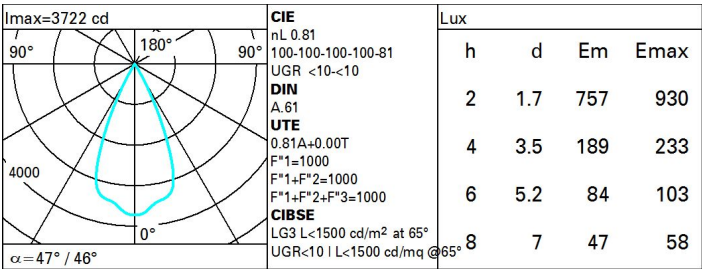 Imax=3722 cd
90°
180°
90°
4000
0°
α=47° / 46°
CIE
nL 0.81
100-100-100-100-81
UGR <10-<10
DIN
A.61
UTE
0.81A+0.00T
F"1=1000
F"1+F"2=1000
F"1+F"2+F"3=1000
CIBSE
LG3 L<1500 cd/m² at 65°
UGR<10 | L<1500 cd/mq @65°
Lux
h d Em Emax
2 1.7 757 930
4 3.5 189 233
6 5.2 84 103
8 7 47 58